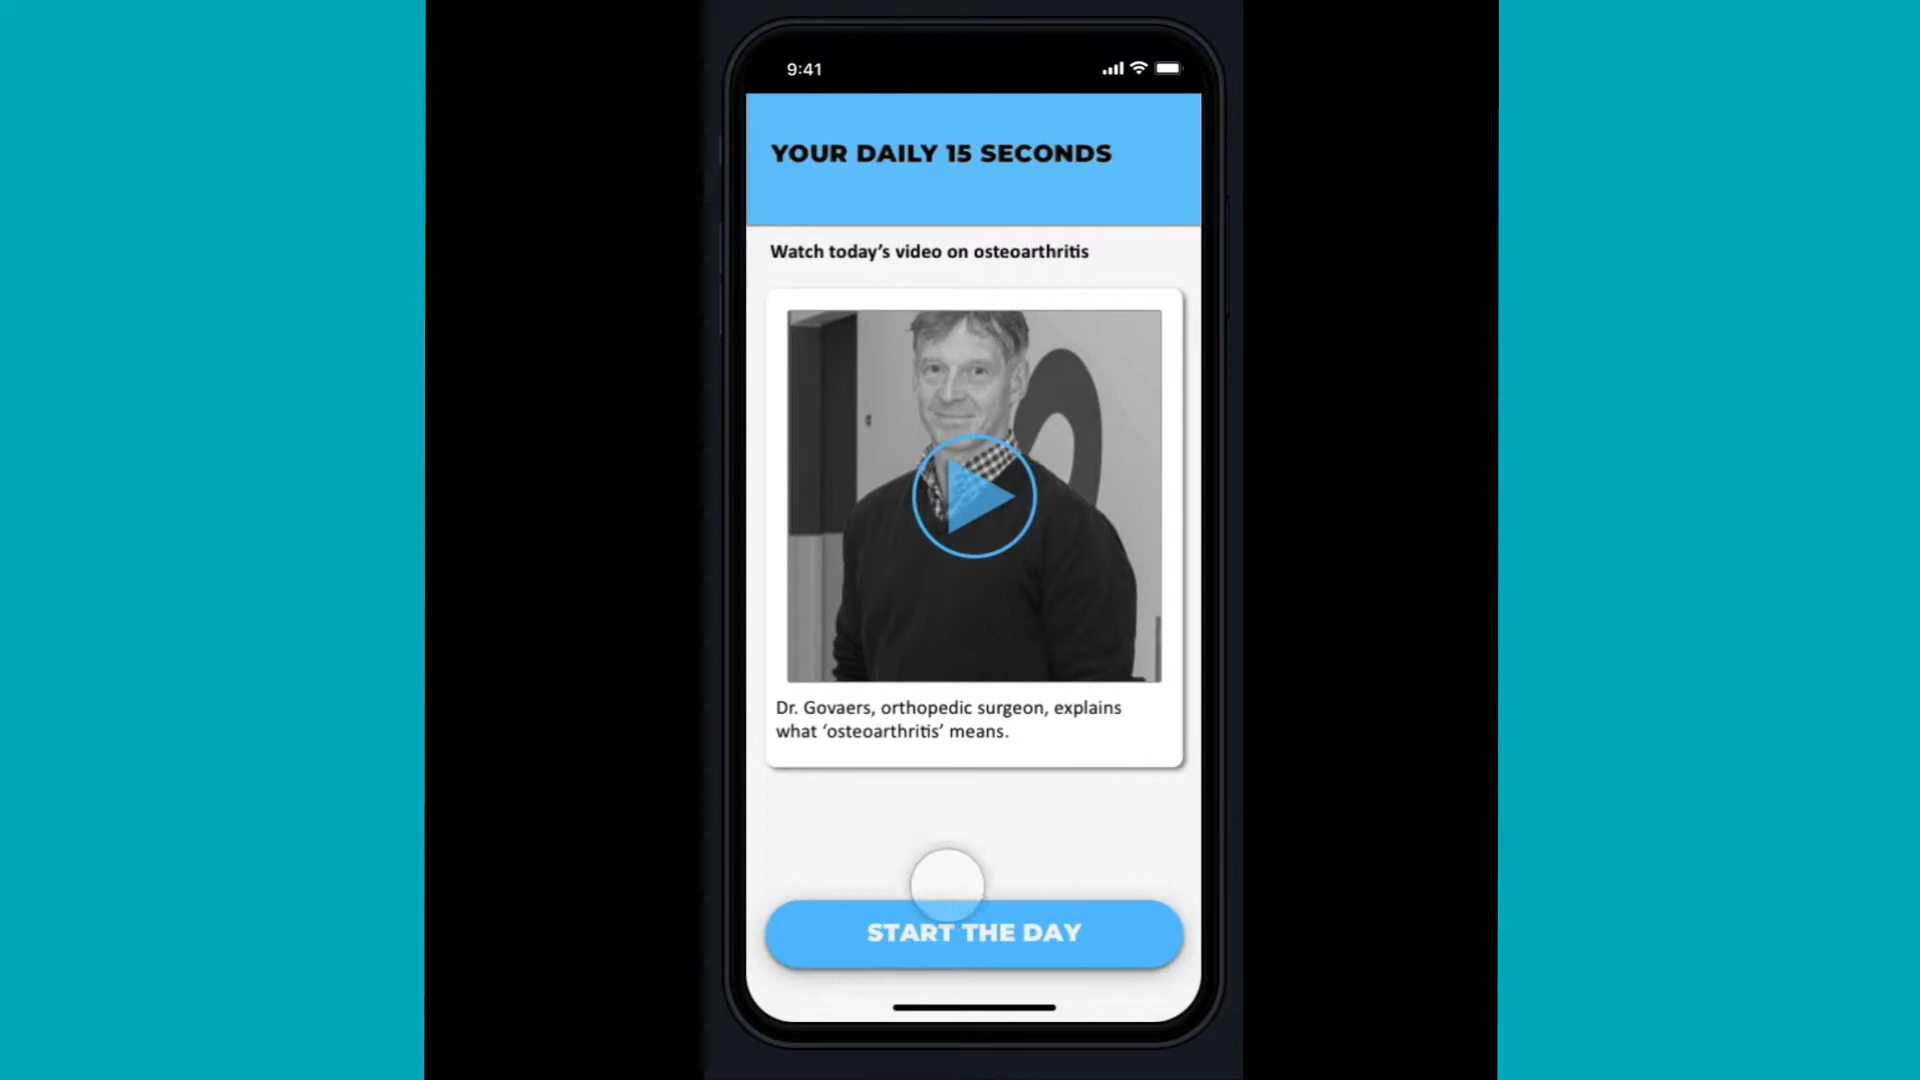 9:41
YOUR DAILY 15 SECONDS
Watch today’s video on osteoarthritis
Dr. Govaers, orthopedic surgeon, explains
what ‘osteoarthritis’ means.
START THE DAY